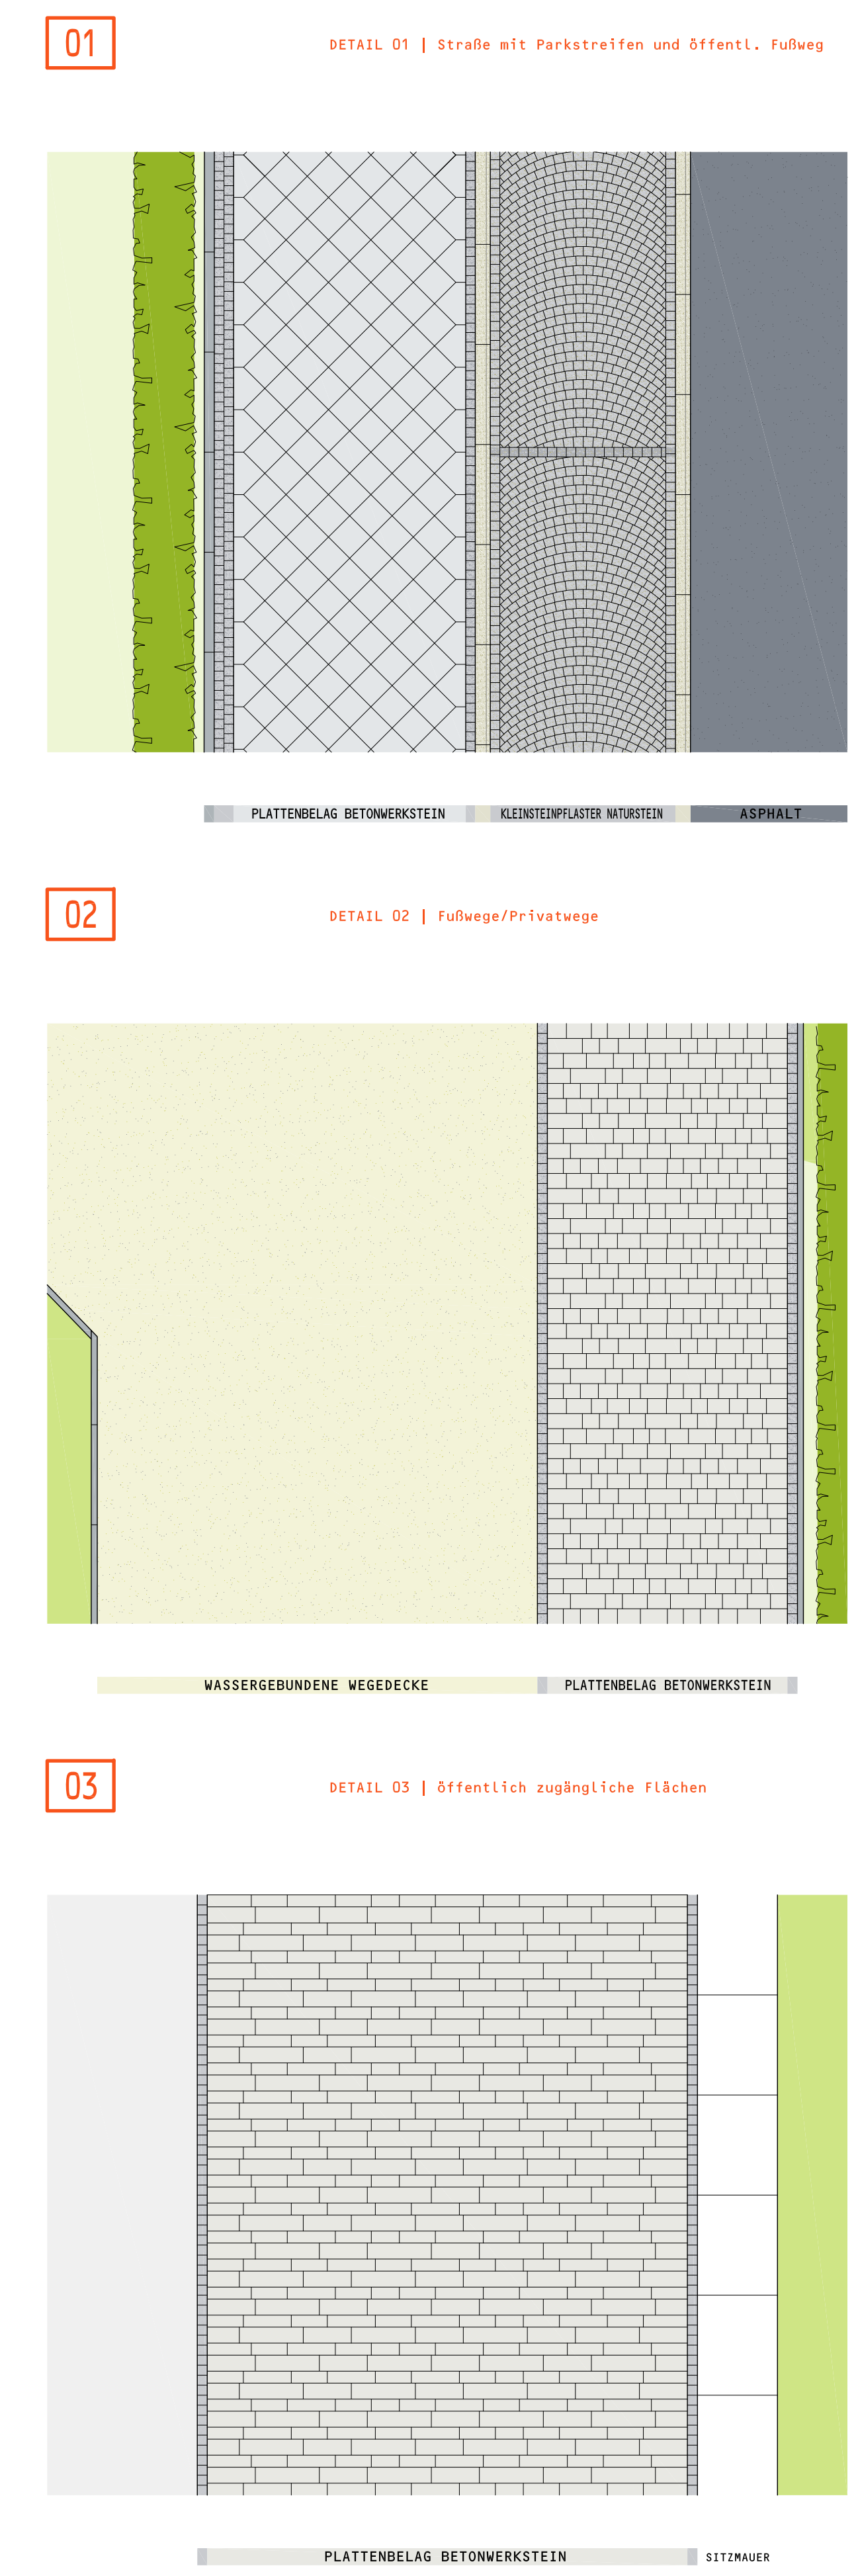 01
DETAIL 01 | Straße mit Parkstreifen und öffentl. Fußweg
PLATTENBELAG BETONWERKSTEIN
KLEINSTEINPFLASTER NATURSTEIN
ASPHALT
02
DETAIL 02 | Fußwege/Privatwege
WASSERGEBUNDENE WEGEDECKE
PLATTENBELAG BETONWERKSTEIN
03
DETAIL 03 | öffentlich zugängliche Flächen
PLATTENBELAG BETONWERKSTEIN
SITZMAUER